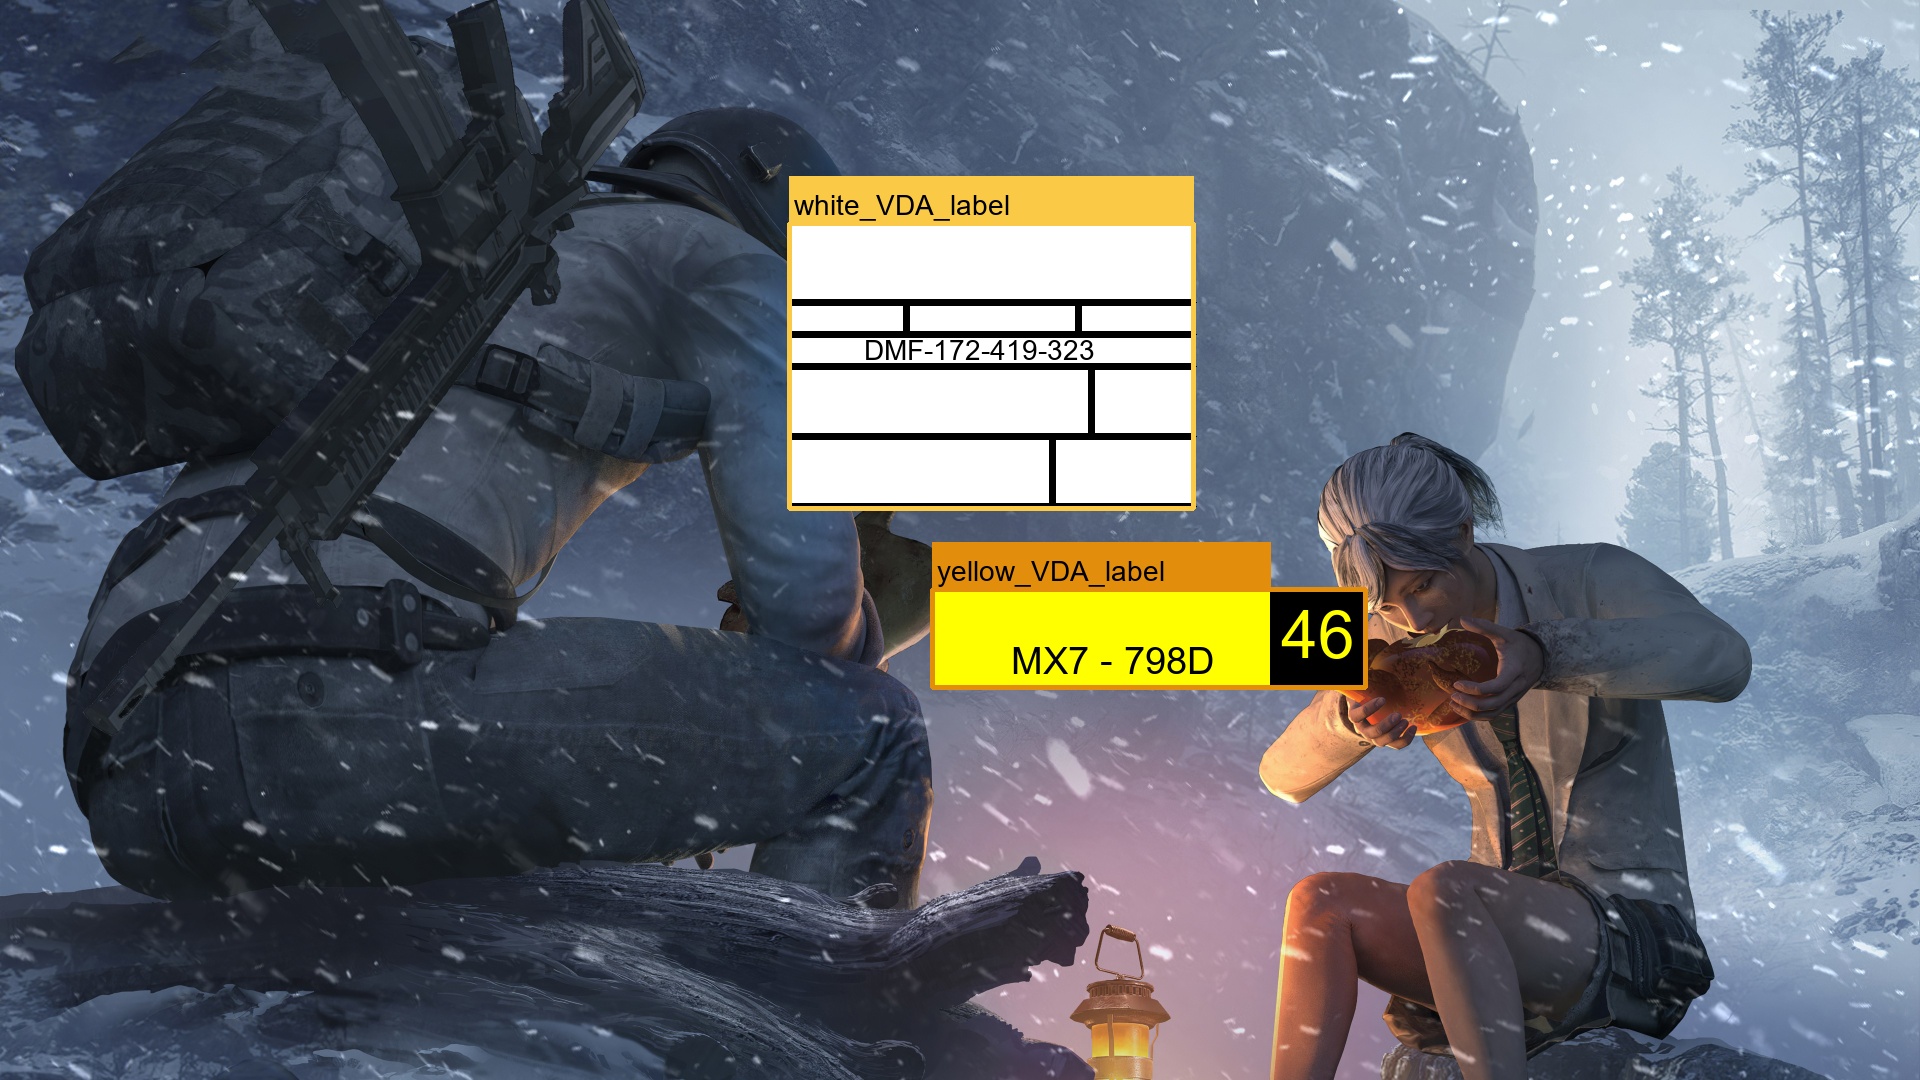 white_VDA_label
DMF-172-419-323
yellow_VDA_label
MX7 - 798D
46